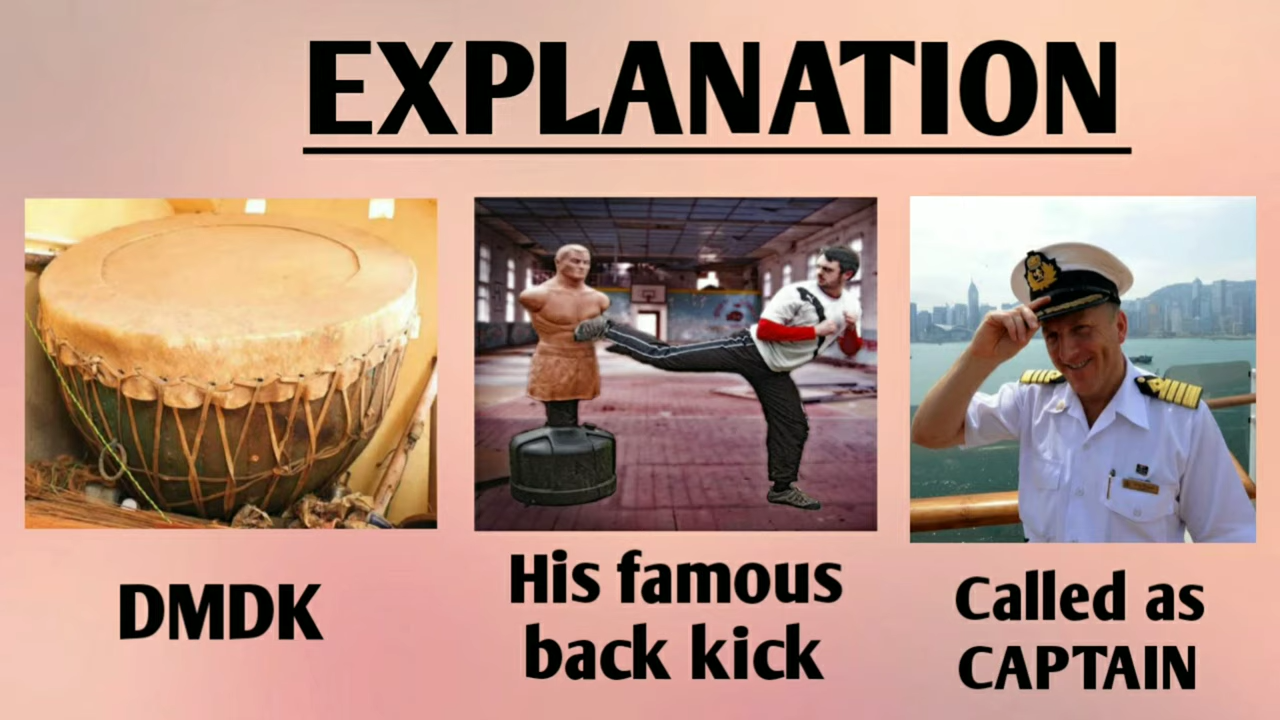 EXPLANATION
DMDK
His famous
back kick
Called as
CAPTAIN